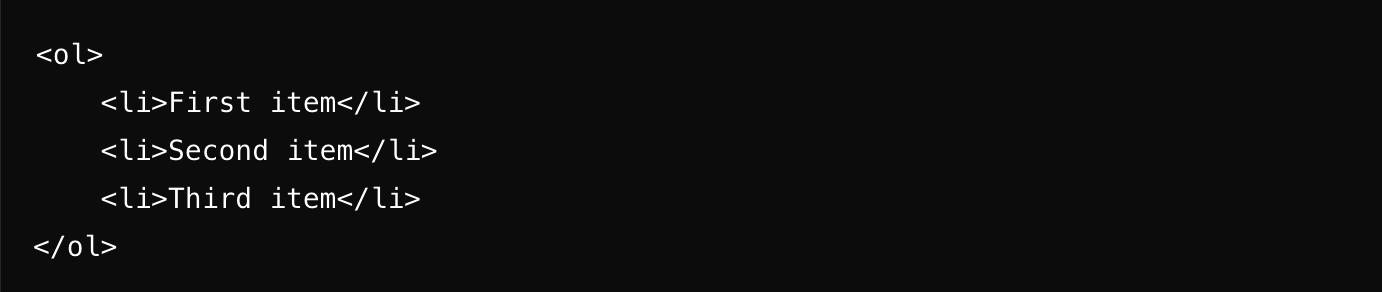 <ol>
    <li>First item</li>
    <li>Second item</li>
    <li>Third item</li>
</ol>